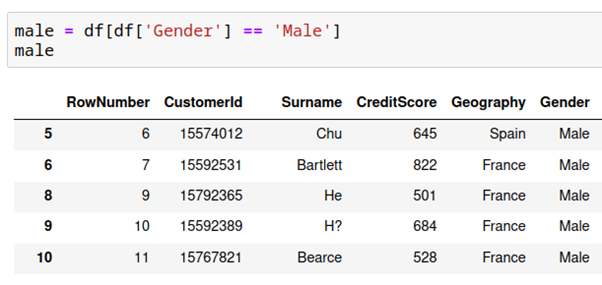 male = df[df['Gender'] == 'Male']
male
RowNumber CustomerId Surname CreditScore Geography Gender
5 6 15574012 Chu 645 Spain Male
6 7 15592531 Bartlett 822 France Male
8 9 15792365 He 501 France Male
9 10 15592389 H? 684 France Male
10 11 15767821 Bearce 528 France Male